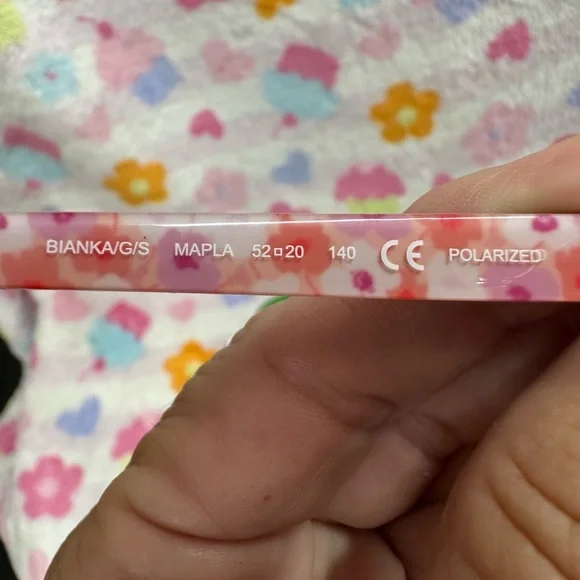 BIANKA/G/S MAPLA 52□20 140 CE POLARIZED